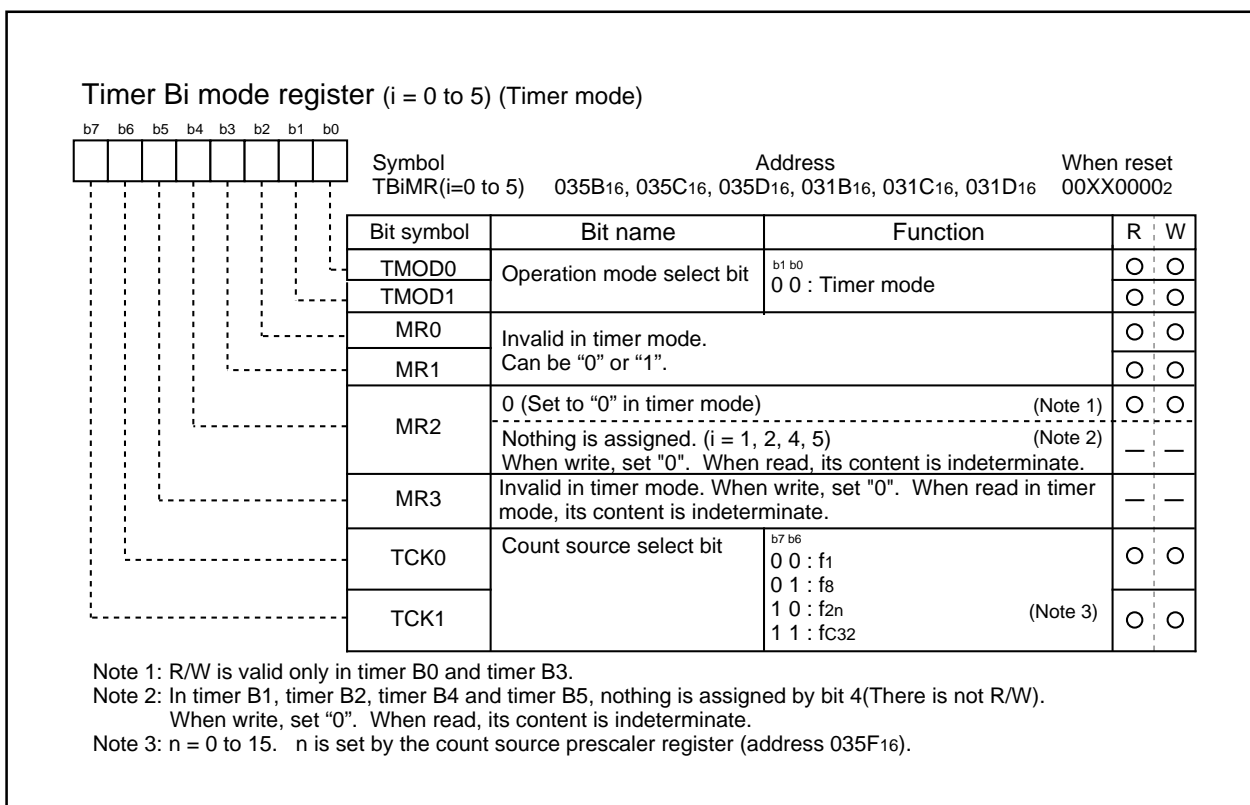 Timer Bi mode register (i = 0 to 5) (Timer mode)
b7 b6 b5 b4 b3 b2 b1 b0
Symbol Address When reset
TBiMR(i=0 to 5) 035B16, 035C16, 035D16, 031B16, 031C16, 031D16 00XX00002
Bit symbol Bit name Function R W
TMOD0 Operation mode select bit b1 b0
0 0 : Timer mode
TMOD1
MR0 Invalid in timer mode.
MR1 Can be “0” or “1”.
MR2 0 (Set to “0” in timer mode) (Note 1)
Nothing is assigned. (i = 1, 2, 4, 5) (Note 2)
When write, set "0". When read, its content is indeterminate.
MR3 Invalid in timer mode. When write, set "0". When read in timer
mode, its content is indeterminate.
TCK0 Count source select bit b7 b6
0 0 : f1
0 1 : f8
TCK1 1 0 : f2n (Note 3)
1 1 : fC32
Note 1: R/W is valid only in timer B0 and timer B3.
Note 2: In timer B1, timer B2, timer B4 and timer B5, nothing is assigned by bit 4(There is not R/W).
When write, set “0”. When read, its content is indeterminate.
Note 3: n = 0 to 15. n is set by the count source prescaler register (address 035F16).